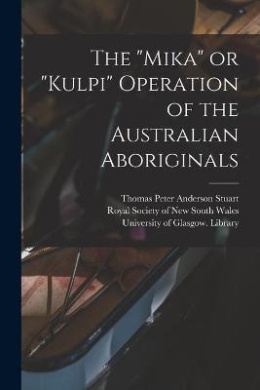 The "Mika" or
"Kulpi" Operation
of the
Australian
Aboriginals
Thomas Peter Anderson Stuart
Royal Society of New South Wales
University of Glasgow. Library